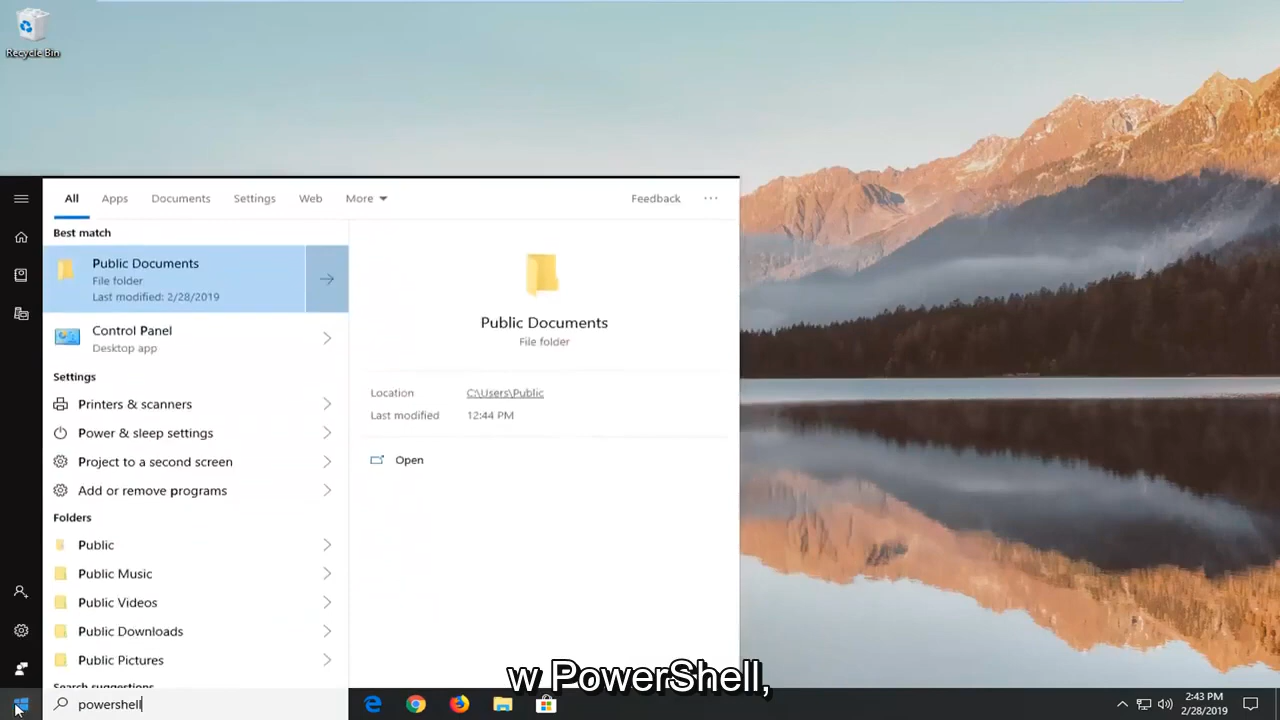 Recycle Bin
All Apps Documents Settings Web More Feedback ...
Best match
Public Documents
File folder
Last modified: 2/28/2019
Control Panel
Desktop app
Settings
Printers & scanners
Power & sleep settings
Project to a second screen
Add or remove programs
Folders
Public
Public Music
Public Videos
Public Downloads
Public Pictures
Search suggestions
Public Documents
File folder
Location C:\Users\Public
Last modified 12:44 PM
Open
w PowerShell,
powershell
2:43 PM
2/28/2019